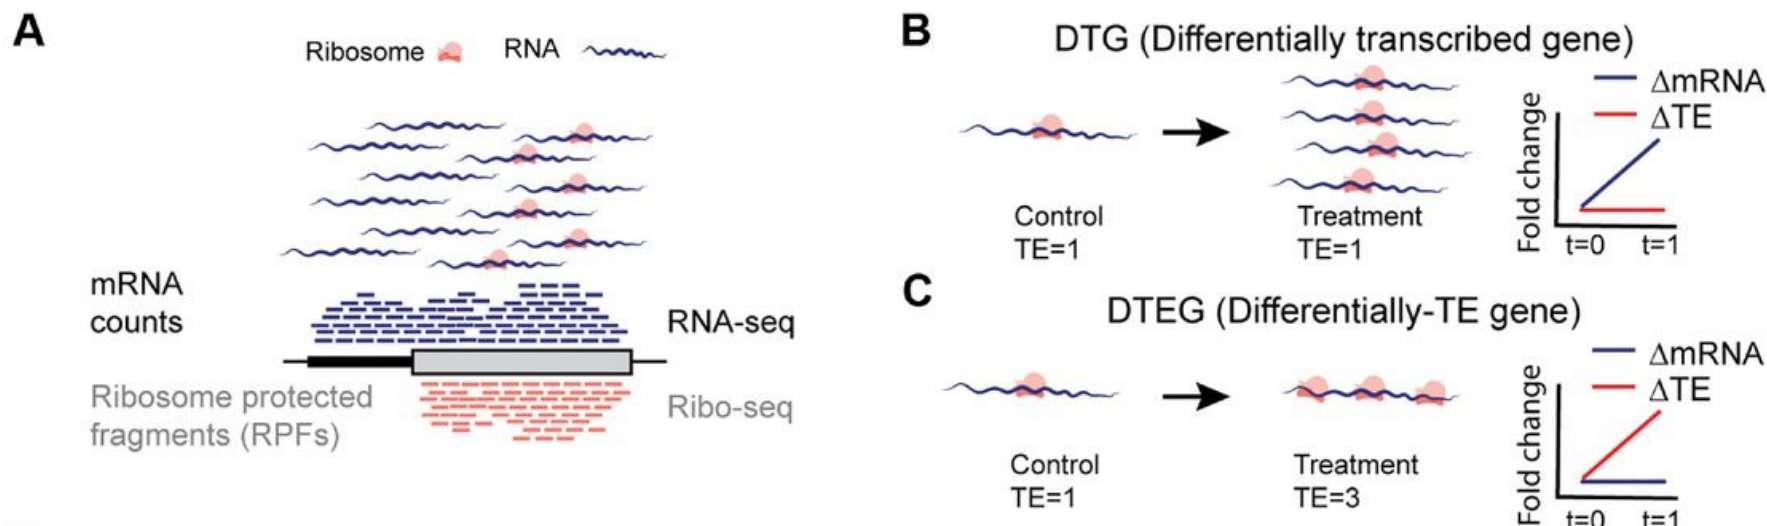 A
Ribosome
RNA
mRNA
counts
RNA-seq
Ribosome protected
fragments (RPFs)
Ribo-seq
B
DTG (Differentially transcribed gene)
Control
TE=1
Treatment
TE=1
ΔmRNA
ΔTE
Fold change
t=0
t=1
C
DTEG (Differentially-TE gene)
Control
TE=1
Treatment
TE=3
ΔmRNA
ΔTE
Fold change
t=0
t=1